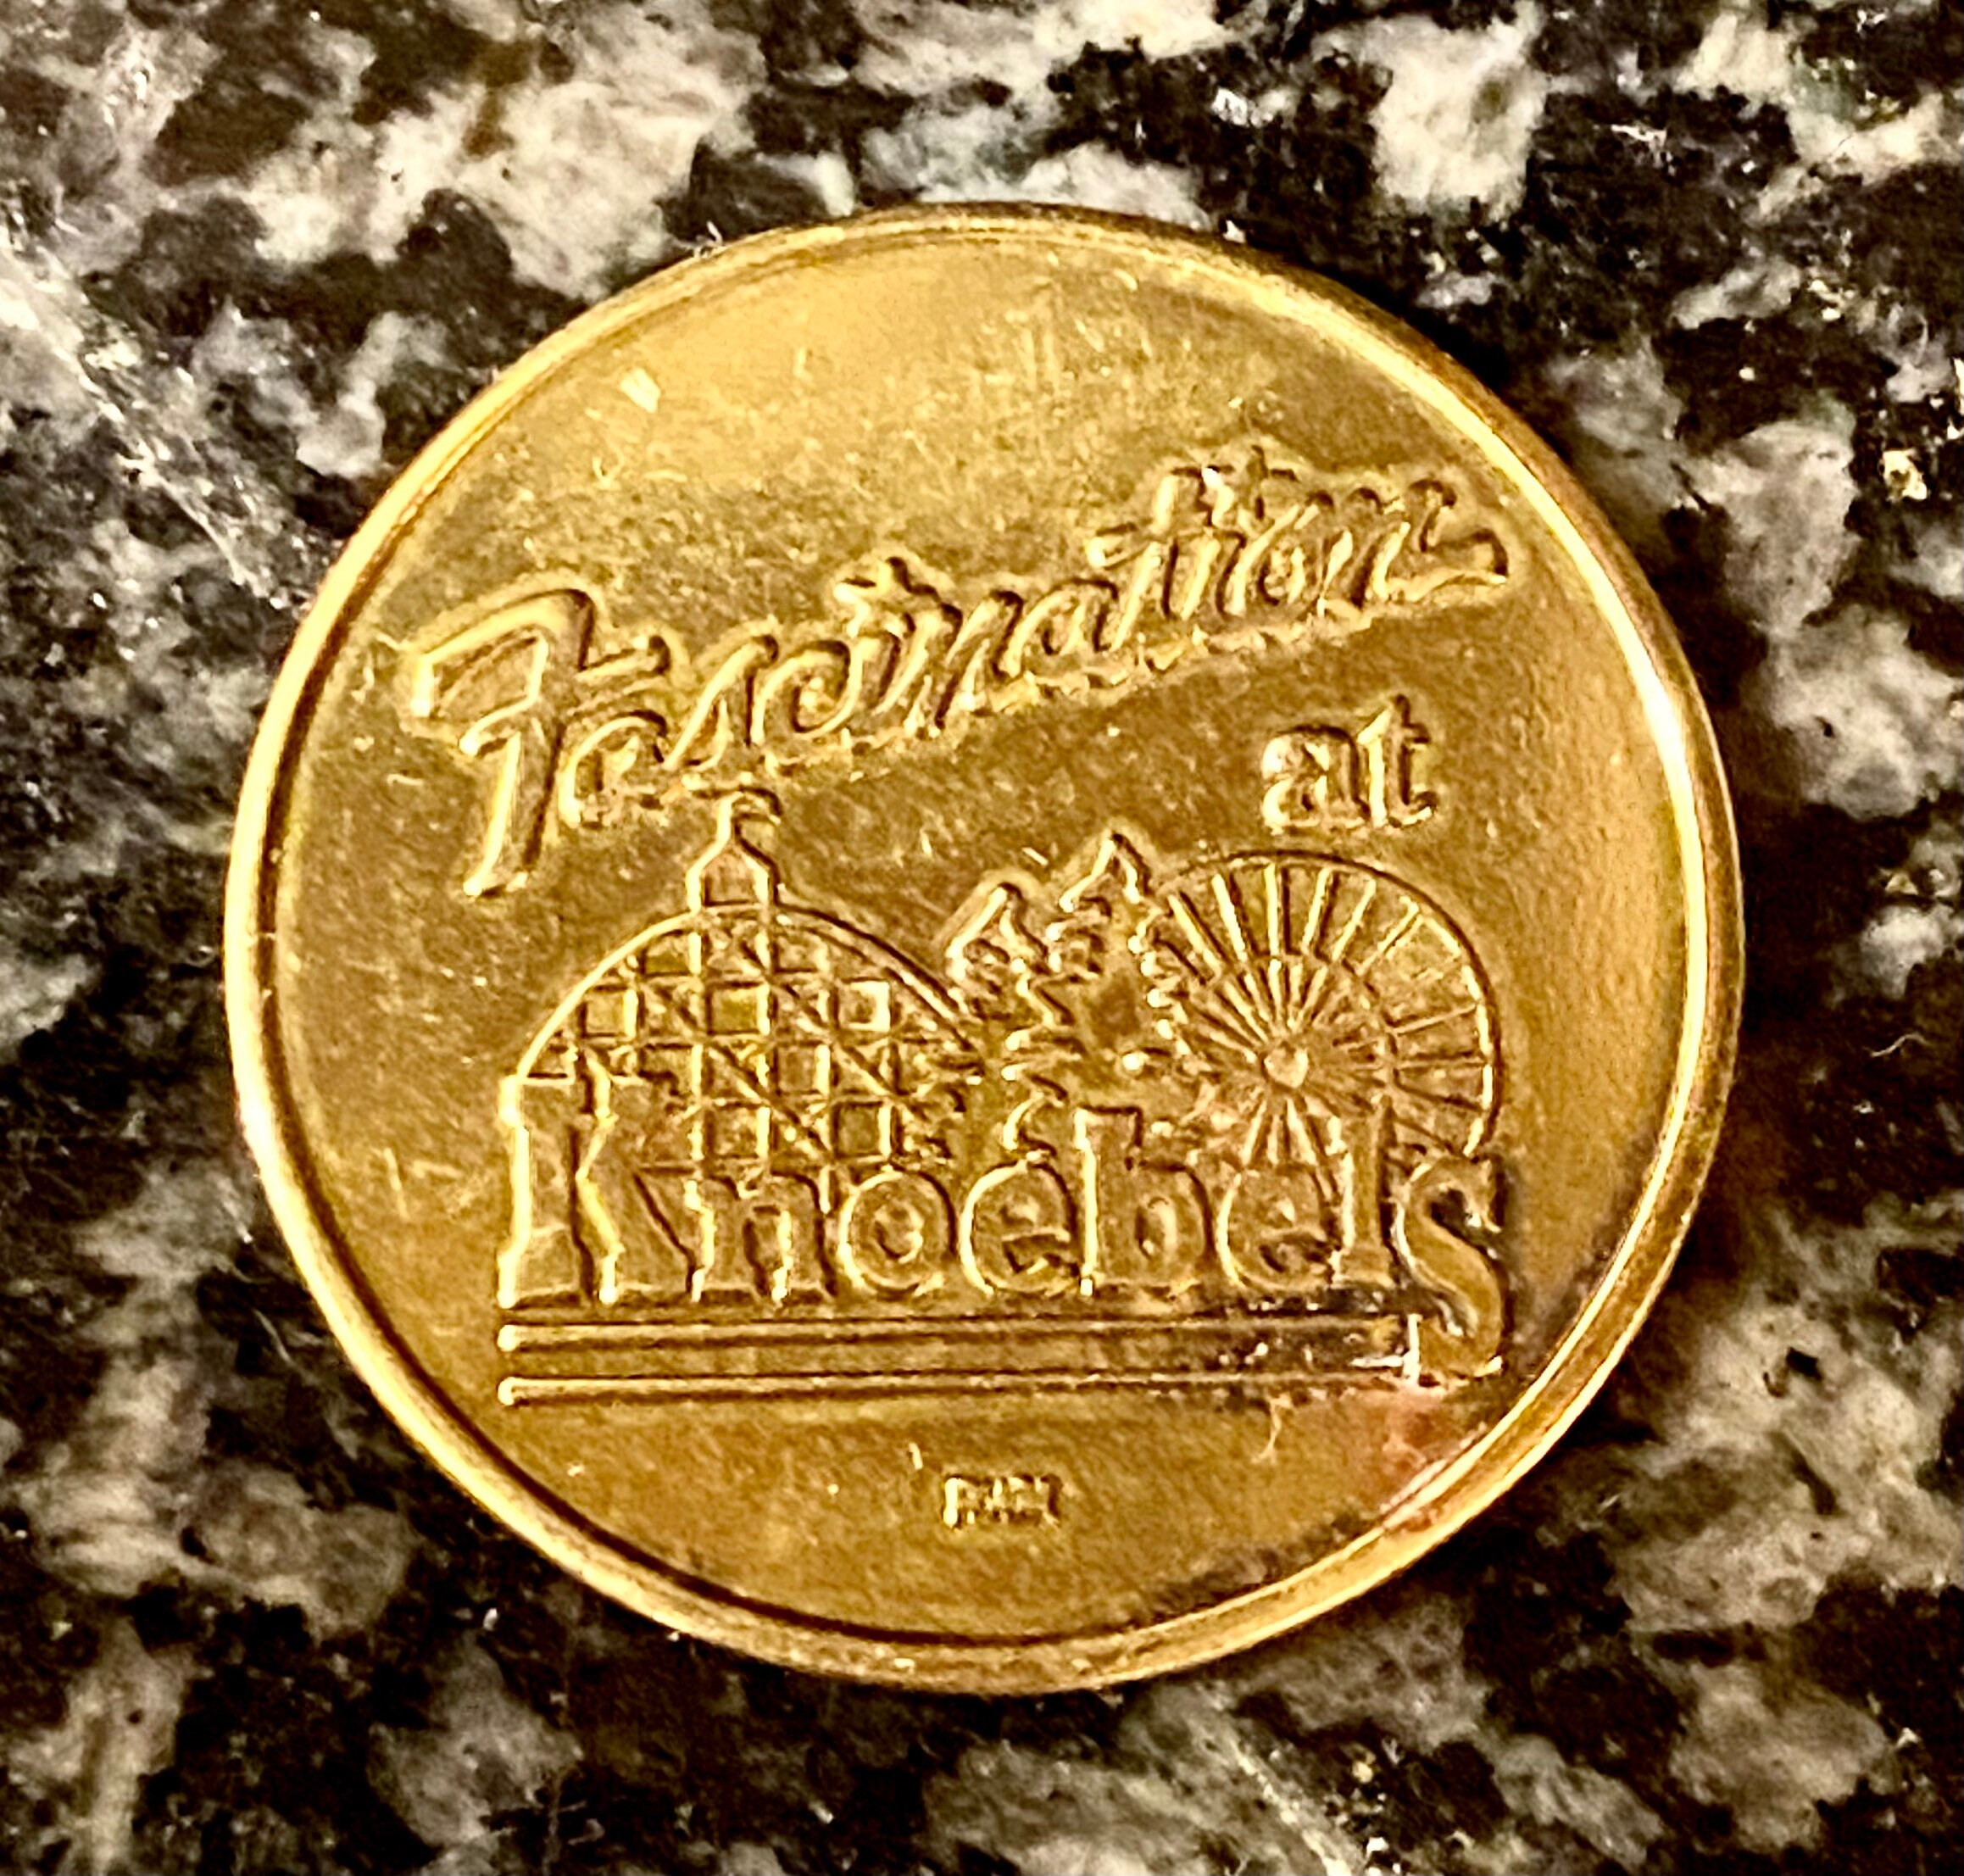 Fascination
at
Knoebels